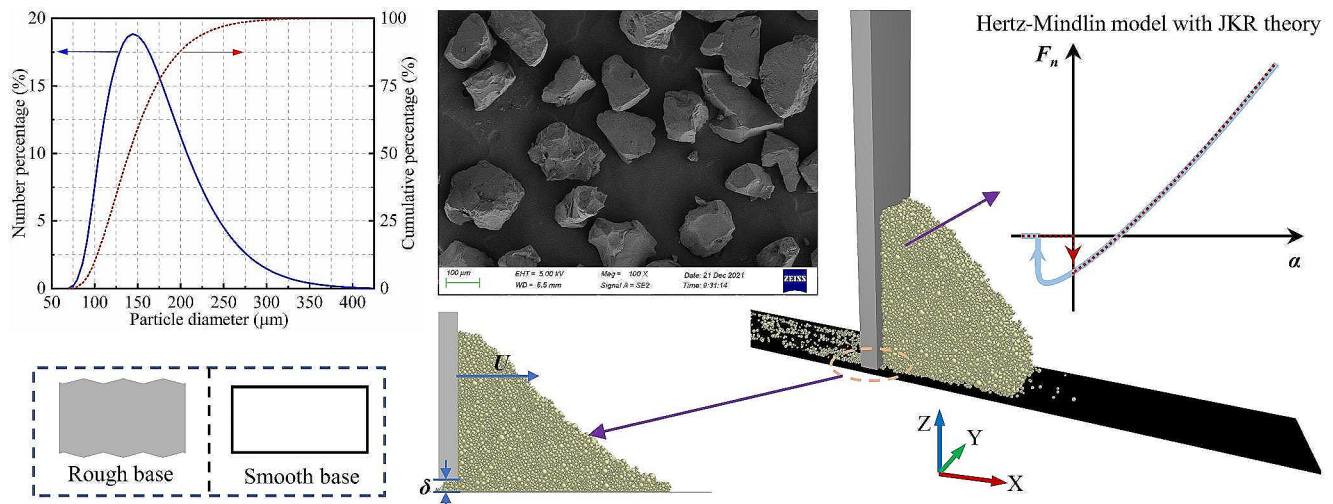 20
15
10
5
0
Number percentage (%)
100
75
50
25
0
Cumulative percentage (%)
50 100 150 200 250 300 350 400
Particle diameter (μm)
100 μm
EHT = 5.00 kV
WD = 6.5 mm
Mag = 100 X
Signal A = SE2
Date: 21 Dec 2021
Time: 9:31:14
ZEISS
Hertz-Mindlin model with JKR theory
Fn
α
Rough base
Smooth base
U
δ
Z
Y
X